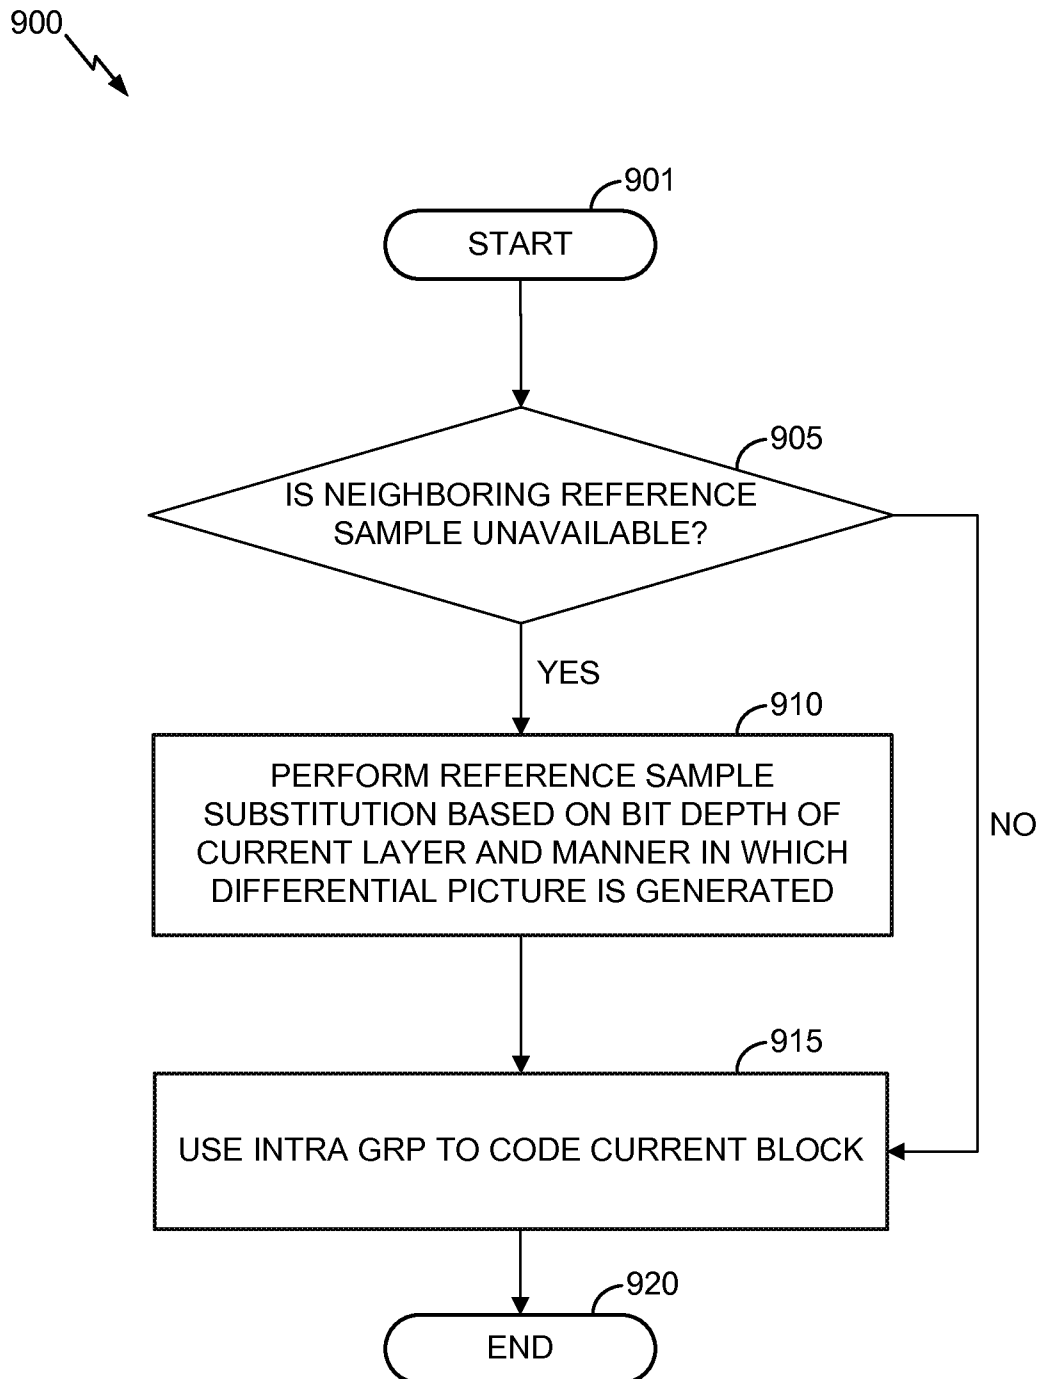 900
901
START
905
IS NEIGHBORING REFERENCE
SAMPLE UNAVAILABLE?
YES
910
PERFORM REFERENCE SAMPLE
SUBSTITUTION BASED ON BIT DEPTH OF
CURRENT LAYER AND MANNER IN WHICH
DIFFERENTIAL PICTURE IS GENERATED
NO
915
USE INTRA GRP TO CODE CURRENT BLOCK
920
END